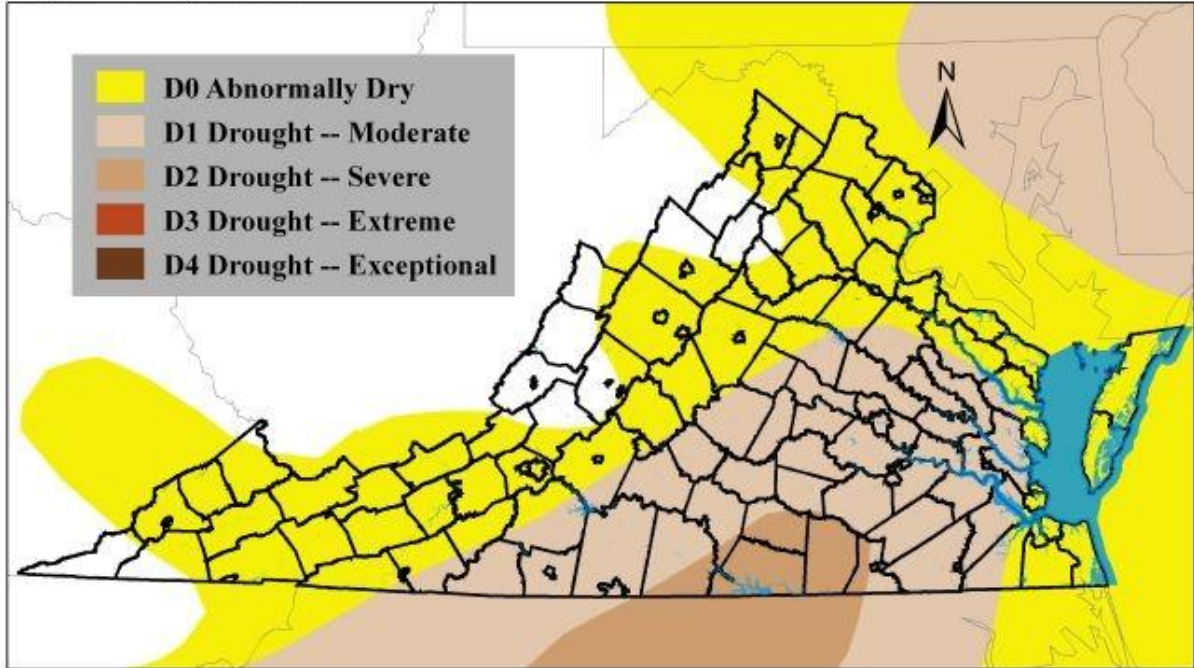 D0 Abnormally Dry
D1 Drought -- Moderate
D2 Drought -- Severe
D3 Drought -- Extreme
D4 Drought -- Exceptional
N